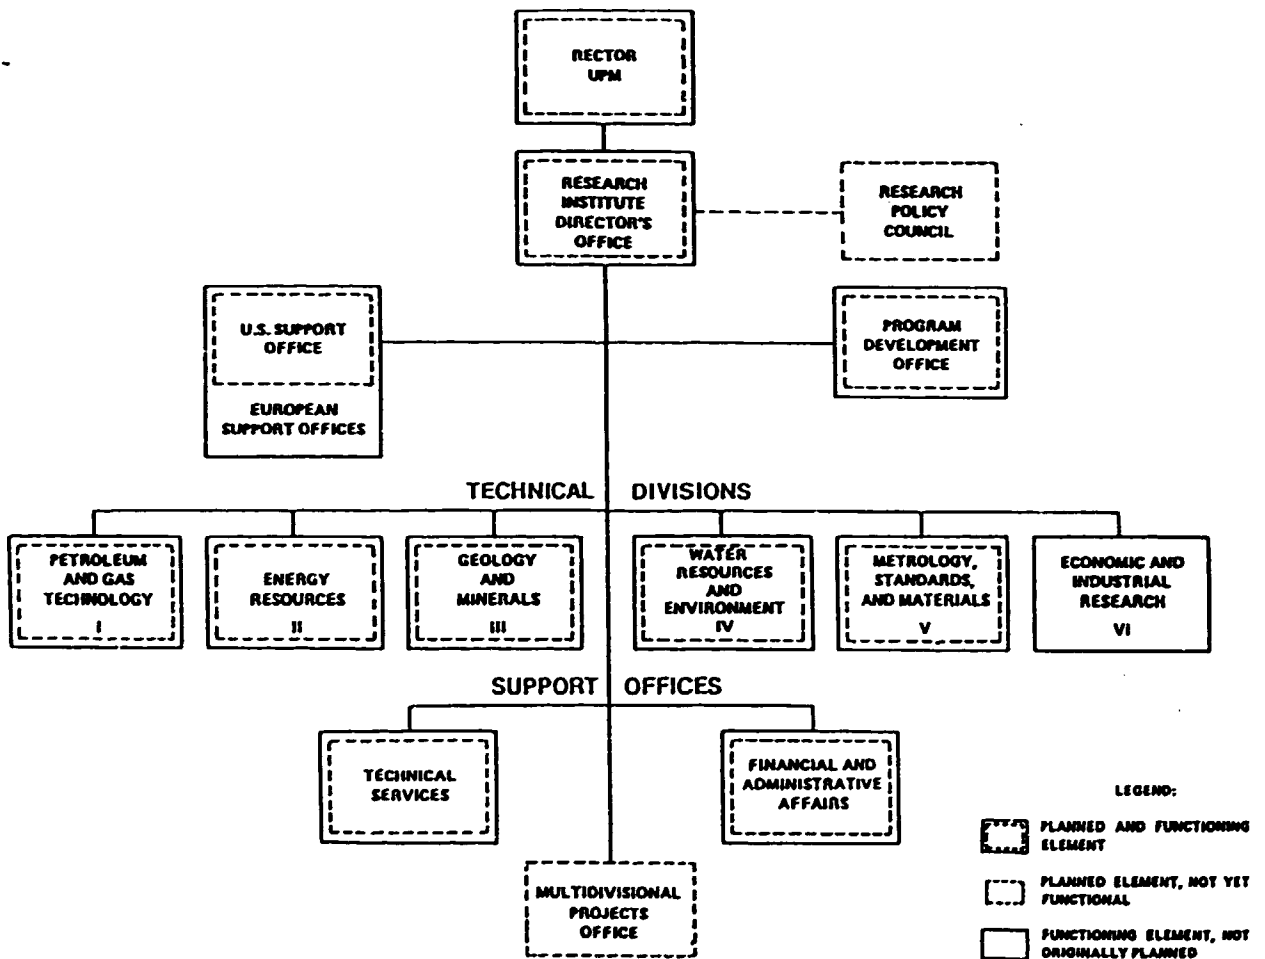 RECTOR
UPM
RESEARCH
INSTITUTE
DIRECTOR'S
OFFICE
RESEARCH
POLICY
COUNCIL
U.S. SUPPORT
OFFICE
EUROPEAN
SUPPORT OFFICES
PROGRAM
DEVELOPMENT
OFFICE
TECHNICAL DIVISIONS
PETROLEUM
AND GAS
TECHNOLOGY
I
ENERGY
RESOURCES
II
GEOLOGY
AND
MINERALS
III
WATER
RESOURCES
AND
ENVIRONMENT
IV
METROLOGY,
STANDARDS,
AND MATERIALS
V
ECONOMIC AND
INDUSTRIAL
RESEARCH
VI
SUPPORT OFFICES
TECHNICAL
SERVICES
FINANCIAL AND
ADMINISTRATIVE
AFFAIRS
MULTIDIVISIONAL
PROJECTS
OFFICE
LEGEND:
PLANNED AND FUNCTIONING
ELEMENT
PLANNED ELEMENT, NOT YET
FUNCTIONAL
FUNCTIONING ELEMENT, NOT
ORIGINALLY PLANNED